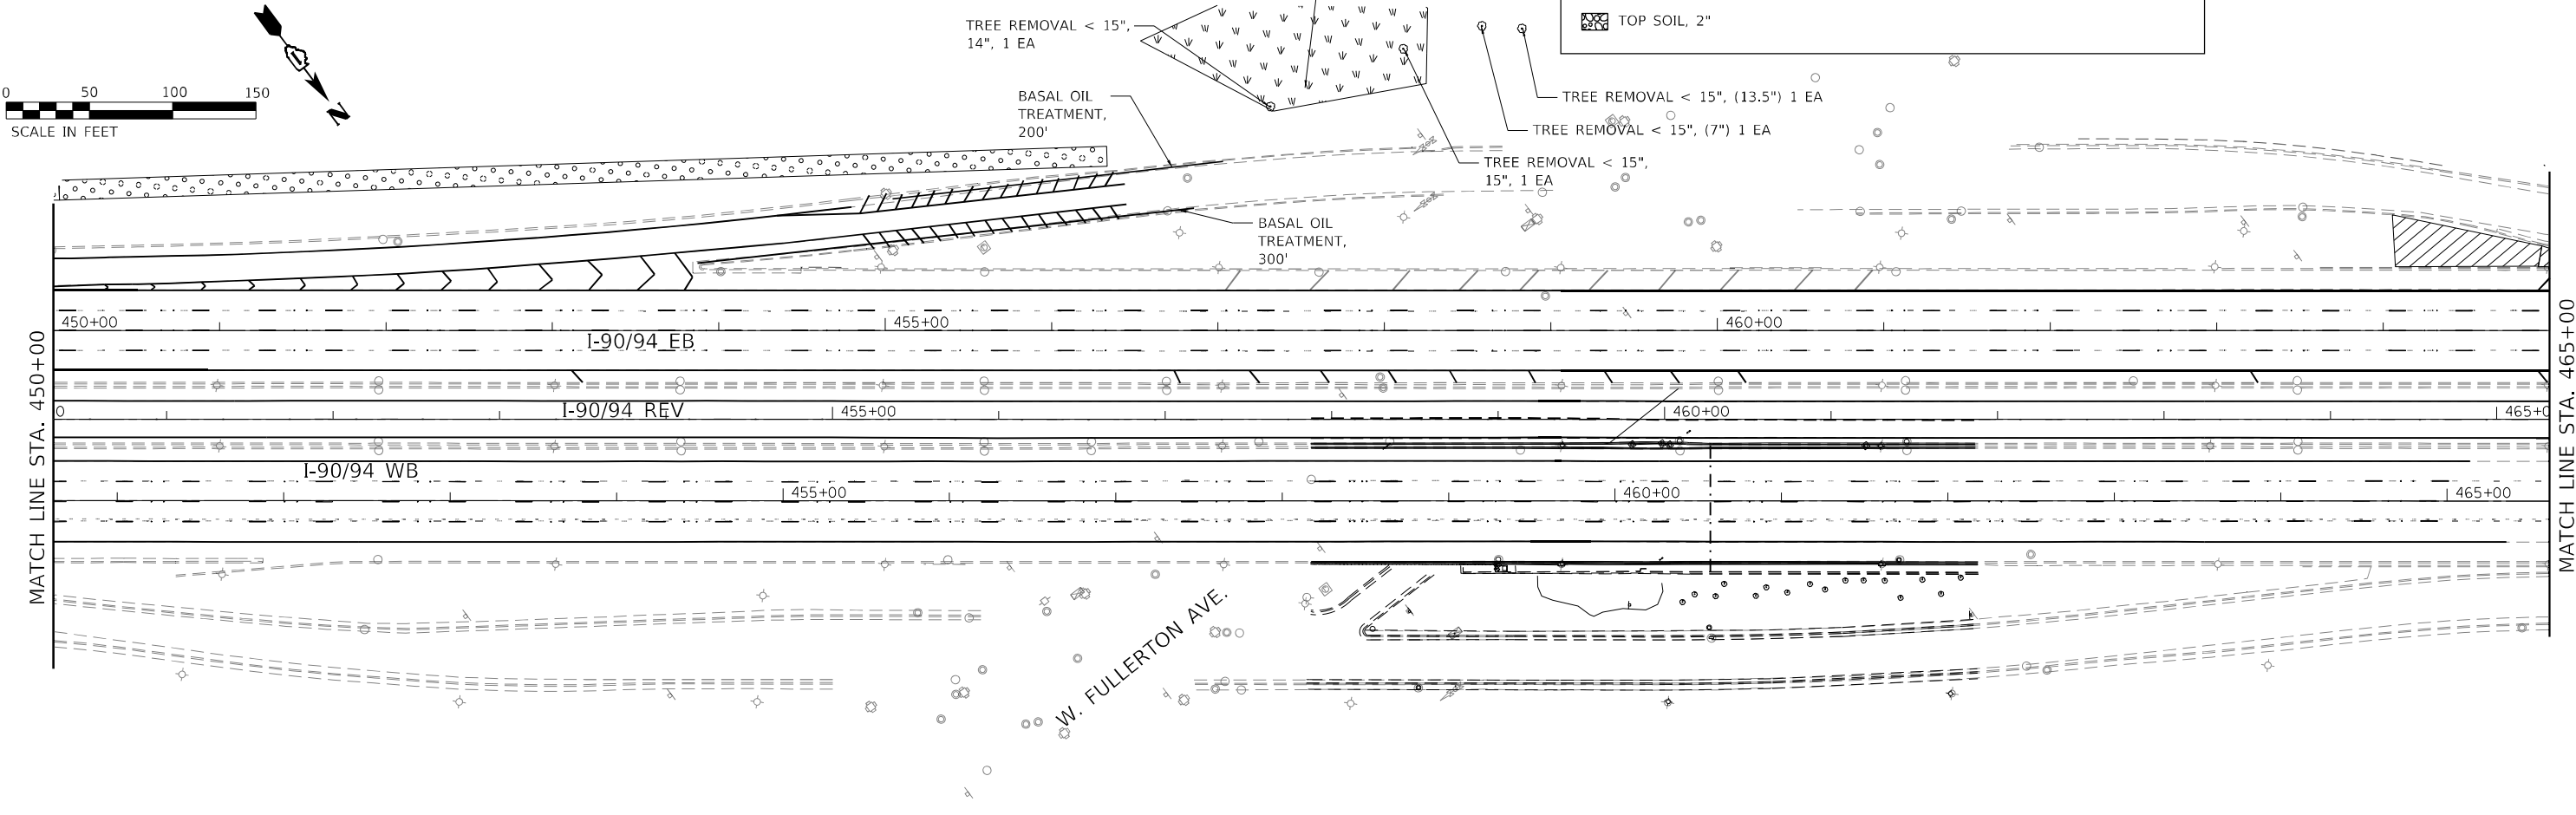 TREE REMOVAL < 15",
14", 1 EA
TOP SOIL, 2"
0 50 100 150
SCALE IN FEET
N
BASAL OIL
TREATMENT,
200'
TREE REMOVAL < 15", (13.5") 1 EA
TREE REMOVAL < 15", (7") 1 EA
TREE REMOVAL < 15",
15", 1 EA
BASAL OIL
TREATMENT,
300'
450+00 455+00 460+00
I-90/94 EB
MATCH LINE STA. 450+00
MATCH LINE STA. 465+00
0 I-90/94 REV 455+00 460+00 465+0
I-90/94 WB
455+00 460+00 465+00
W. FULLERTON AVE.